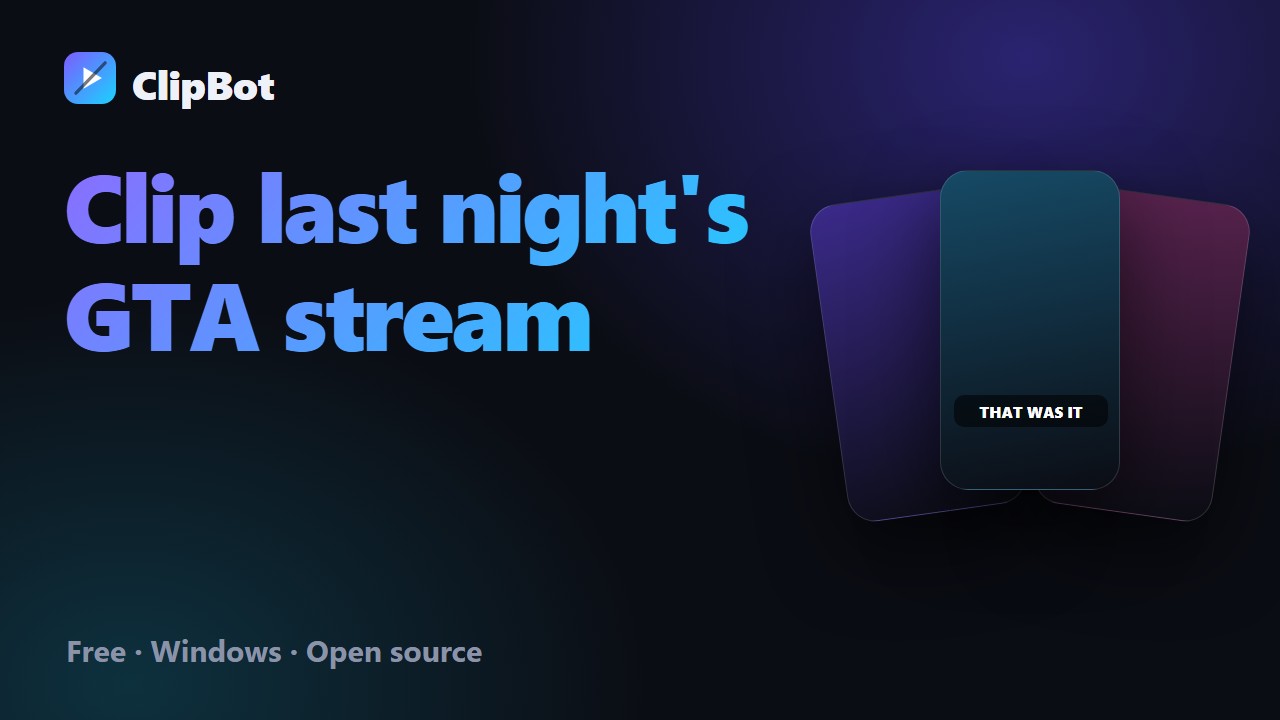 ClipBot
Clip last night's
GTA stream
THAT WAS IT
Free · Windows · Open source